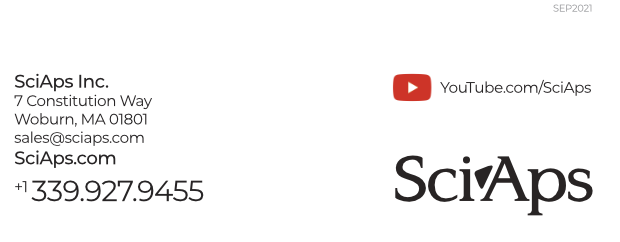 SEP2021
SciAps Inc.
7 Constitution Way
Woburn, MA 01801
sales@sciaps.com
SciAps.com
+1 339.927.9455
YouTube.com/SciAps
SciAps